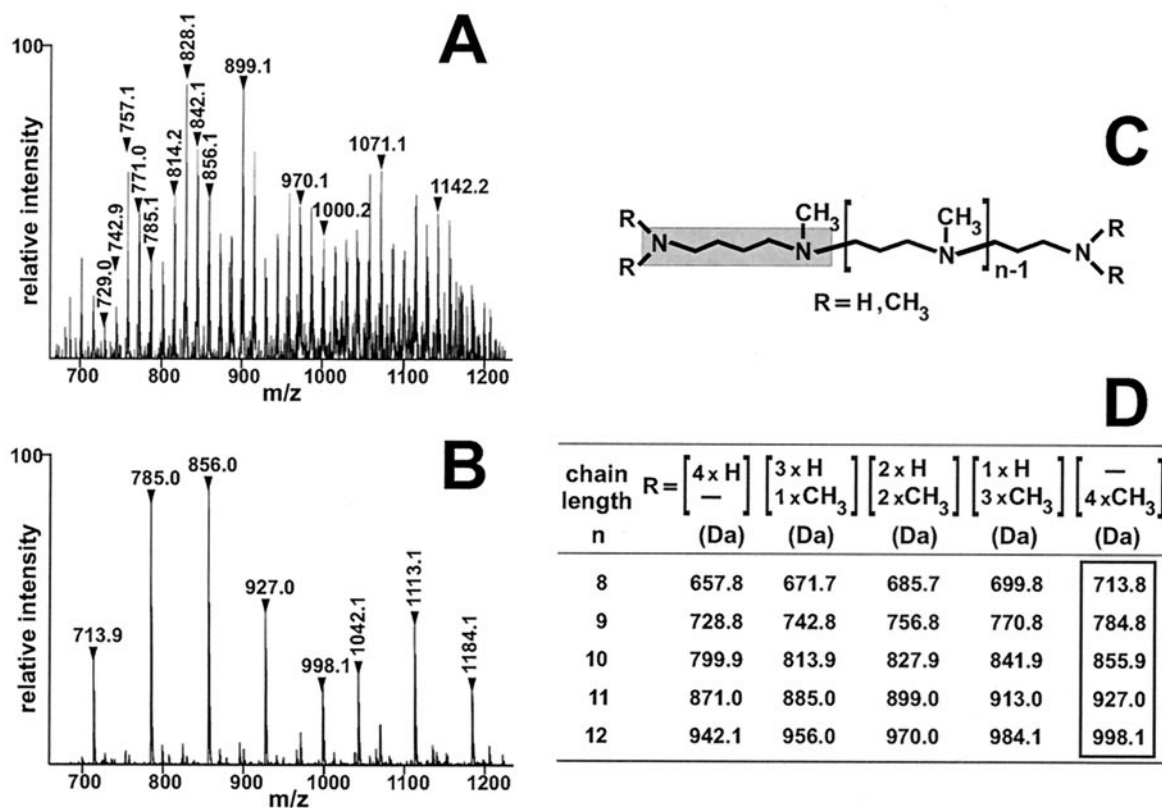 A
100
828.1
899.1
757.1
842.1
771.0
814.2
856.1
1071.1
742.9
785.1
970.1
1000.2
1142.2
729.0
relative intensity
700 800 900 1000 1100 1200
m/z
B
100
785.0
856.0
713.9
927.0
998.1
1042.1
1113.1
1184.1
relative intensity
700 800 900 1000 1100 1200
m/z
C
R CH₃ CH₃ R
N N N N
R n-1 R
R=H,CH₃
D
chain length n R= [4 x H —] [3 x H 1 x CH₃] [2 x H 2 x CH₃] [1 x H 3 x CH₃] [— 4 x CH₃]
(Da) (Da) (Da) (Da) (Da)
8 657.8 671.7 685.7 699.8 713.8
9 728.8 742.8 756.8 770.8 784.8
10 799.9 813.9 827.9 841.9 855.9
11 871.0 885.0 899.0 913.0 927.0
12 942.1 956.0 970.0 984.1 998.1